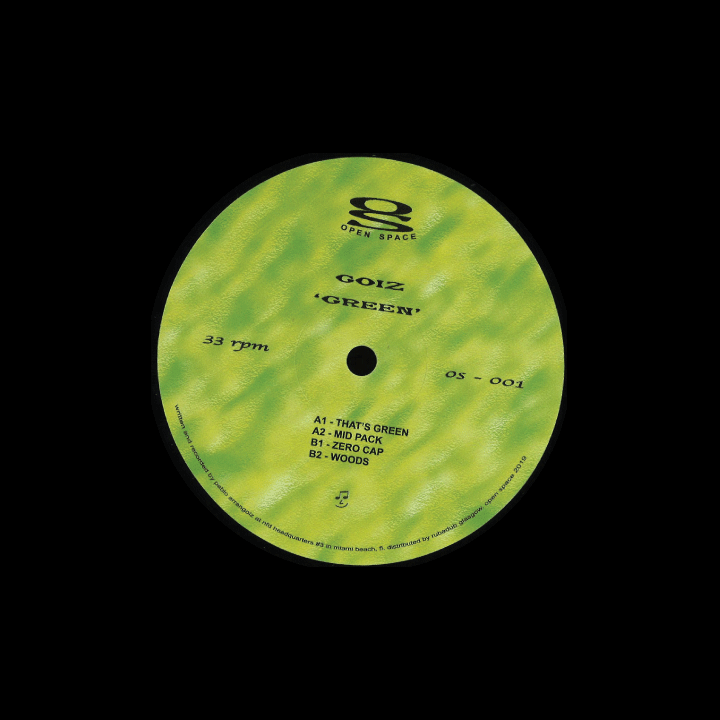 OS
OPEN SPACE
GOIZ
'GREEN'
33 rpm
OS - 001
A1 - THAT'S GREEN
A2 - MID PACK
B1 - ZERO CAP
B2 - WOODS
written and recorded by pablo arrangoiz at nfd headquarters #3 in miami beach, fl. distributed by rubadub glasgow. open space 2019